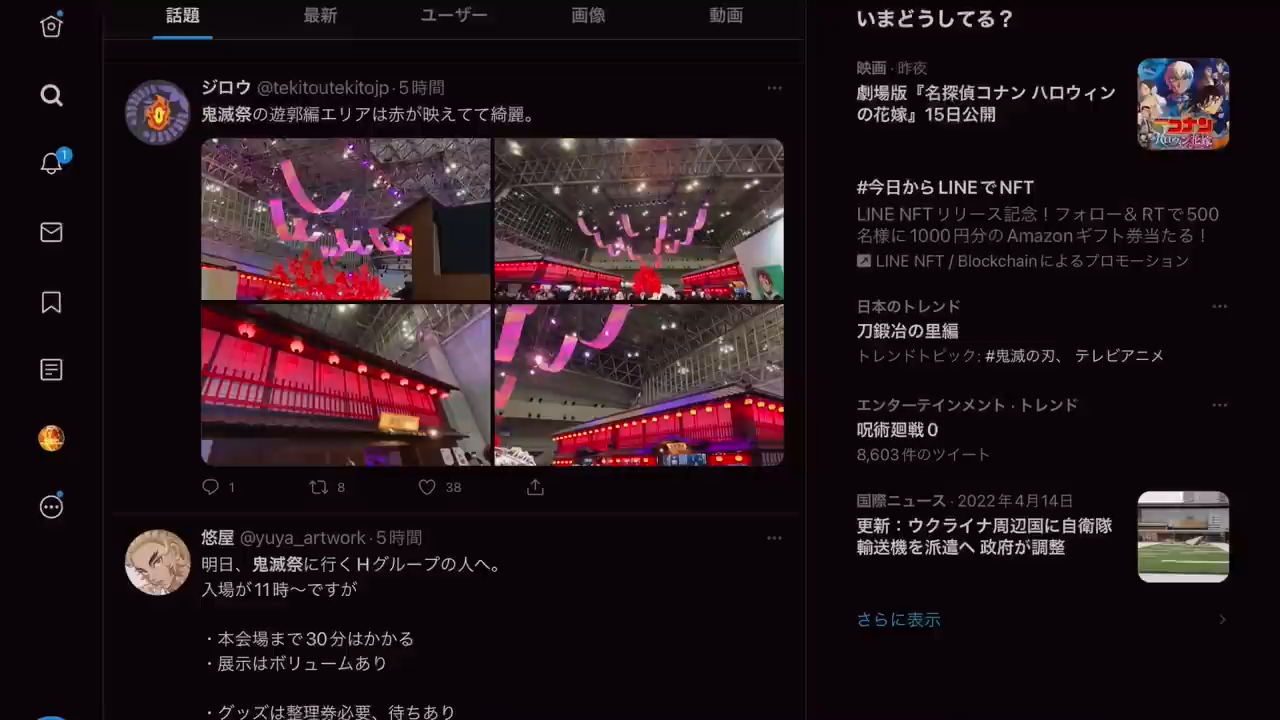 話題
最新
ユーザー
画像
動画
ジロウ @tekitoutekitojp · 5時間
鬼滅祭の遊郭編エリアは赤が映えてて綺麗。
1
8
38
悠屋 @yuya_artwork · 5時間
明日、鬼滅祭に行くHグループの人へ。
入場が11時〜ですが
・本会場まで30分はかかる
・展示はボリュームあり
・グッズは整理券必要、待ちあり
1
いまどうしてる？
映画 · 昨夜
劇場版『名探偵コナン ハロウィン
の花嫁』15日公開
コナン
#今日からLINEでNFT
LINE NFTリリース記念！フォロー＆RTで500
名様に1000円分のAmazonギフト券当たる！
LINE NFT / Blockchainによるプロモーション
日本のトレンド
刀鍛冶の里編
トレンドトピック: #鬼滅の刃、 テレビアニメ
エンターテインメント · トレンド
呪術廻戦0
8,603件のツイート
国際ニュース · 2022年4月14日
更新：ウクライナ周辺国に自衛隊
輸送機を派遣へ 政府が調整
さらに表示